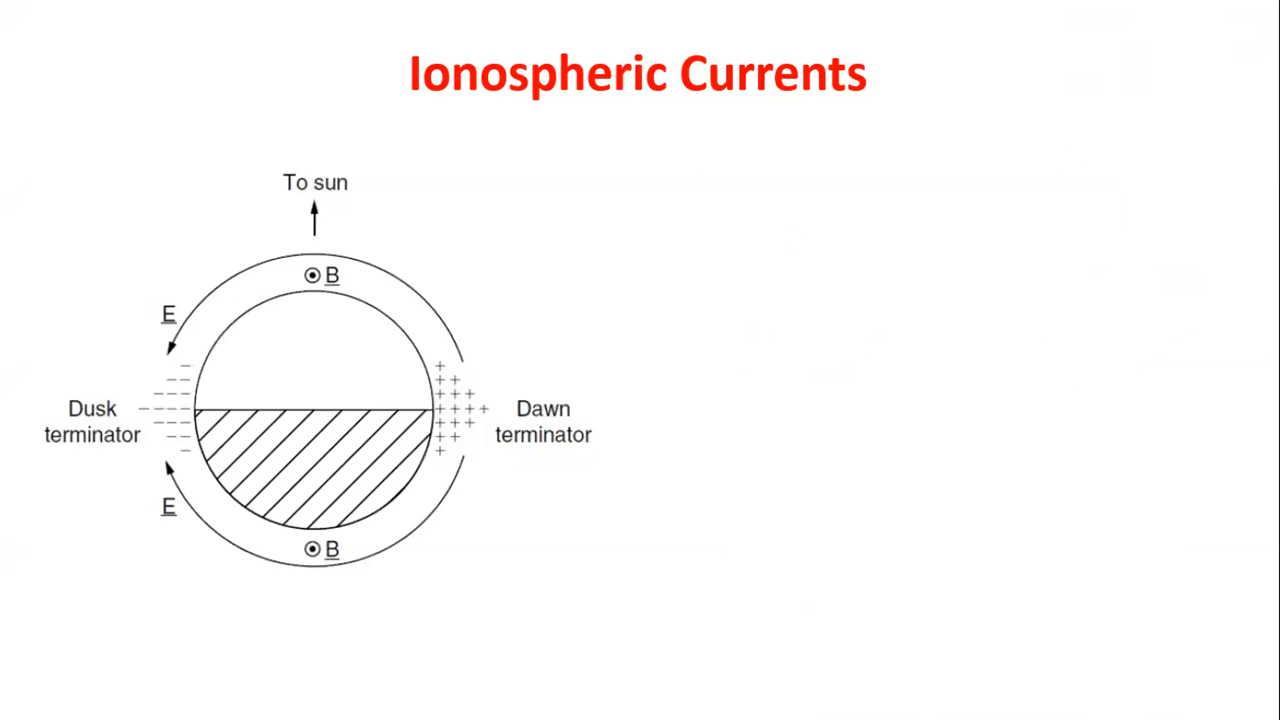 Ionospheric Currents
To sun
B
E
Dusk
terminator
Dawn
terminator
E
B